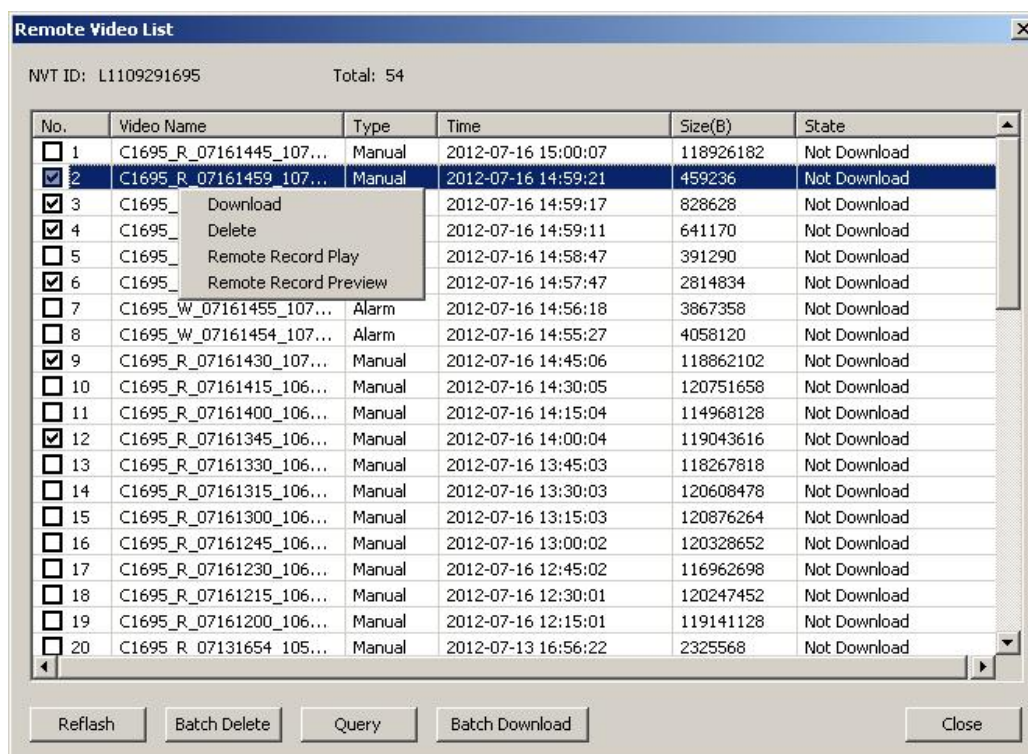 Remote Video List
NVT ID: L1109291695 Total: 54
No. Video Name Type Time Size(B) State
1 C1695_R_07161445_107... Manual 2012-07-16 15:00:07 118926182 Not Download
2 C1695_R_07161459_107... Manual 2012-07-16 14:59:21 459236 Not Download
3 C1695_ Download 2012-07-16 14:59:17 828628 Not Download
4 C1695_ Delete 2012-07-16 14:59:11 641170 Not Download
5 C1695_ Remote Record Play 2012-07-16 14:58:47 391290 Not Download
6 C1695_ Remote Record Preview 2012-07-16 14:57:47 2814834 Not Download
7 C1695_W_07161455_107... Alarm 2012-07-16 14:56:18 3867358 Not Download
8 C1695_W_07161454_107... Alarm 2012-07-16 14:55:27 4058120 Not Download
9 C1695_R_07161430_107... Manual 2012-07-16 14:45:06 118862102 Not Download
10 C1695_R_07161415_106... Manual 2012-07-16 14:30:05 120751658 Not Download
11 C1695_R_07161400_106... Manual 2012-07-16 14:15:04 114968128 Not Download
12 C1695_R_07161345_106... Manual 2012-07-16 14:00:04 119043616 Not Download
13 C1695_R_07161330_106... Manual 2012-07-16 13:45:03 118267818 Not Download
14 C1695_R_07161315_106... Manual 2012-07-16 13:30:03 120608478 Not Download
15 C1695_R_07161300_106... Manual 2012-07-16 13:15:03 120876264 Not Download
16 C1695_R_07161245_106... Manual 2012-07-16 13:00:02 120328652 Not Download
17 C1695_R_07161230_106... Manual 2012-07-16 12:45:02 116962698 Not Download
18 C1695_R_07161215_106... Manual 2012-07-16 12:30:01 120247452 Not Download
19 C1695_R_07161200_106... Manual 2012-07-16 12:15:01 119141128 Not Download
20 C1695_R_07131654_105... Manual 2012-07-13 16:56:22 2325568 Not Download
Reflash Batch Delete Query Batch Download Close